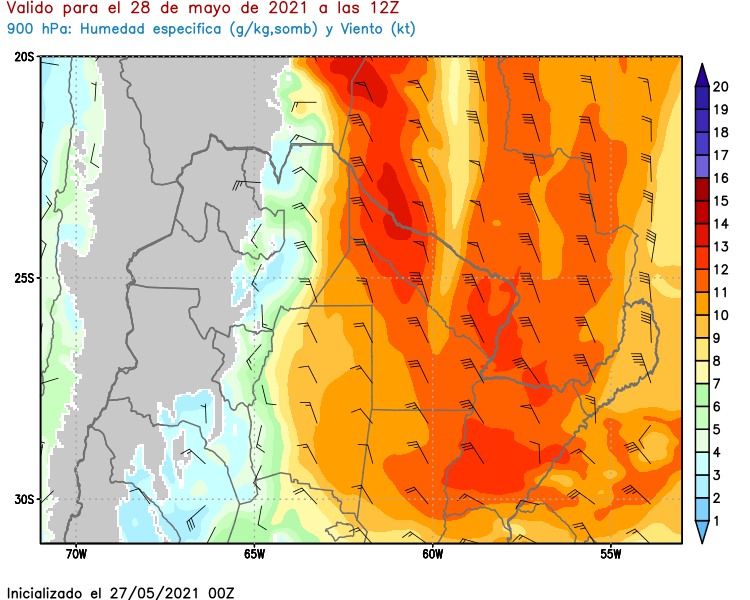 Valido para el 28 de mayo de 2021 a las 12Z
900 hPa: Humedad especifica (g/kg,somb) y Viento (kt)
20S
25S
30S
70W 65W 60W 55W
20
19
18
17
16
15
14
13
12
11
10
9
8
7
6
5
4
3
2
1
Inicializado el 27/05/2021 00Z